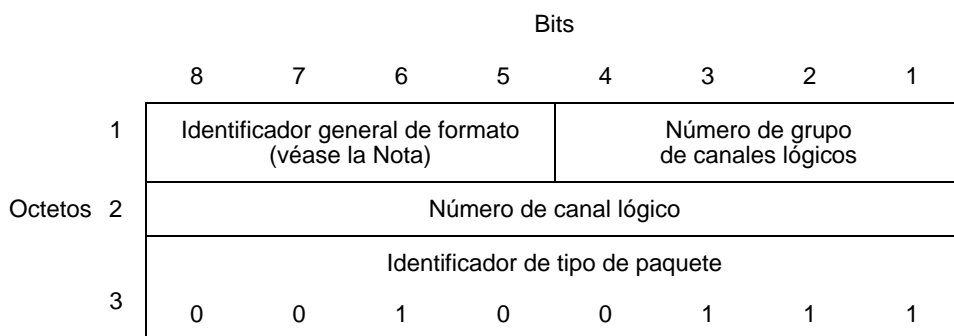 Bits
8 7 6 5 4 3 2 1
1 Identificador general de formato Número de grupo
(véase la Nota) de canales lógicos
Octetos 2 Número de canal lógico
Identificador de tipo de paquete
3 0 0 1 0 0 1 1 1